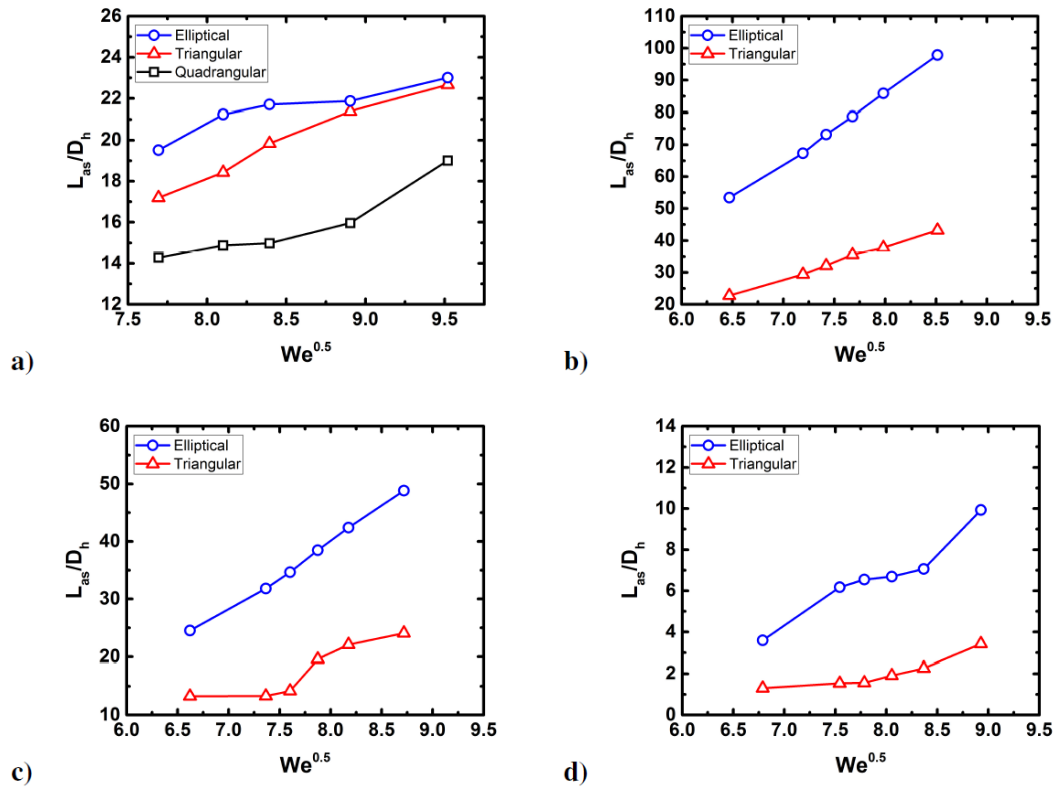 26
24
22
20
18
16
14
12
7.5 8.0 8.5 9.0 9.5
L_as/D_h
We^0.5
Elliptical
Triangular
Quadrangular
a)
110
100
90
80
70
60
50
40
30
20
6.0 6.5 7.0 7.5 8.0 8.5 9.0 9.5
L_as/D_h
We^0.5
Elliptical
Triangular
b)
60
50
40
30
20
10
6.0 6.5 7.0 7.5 8.0 8.5 9.0 9.5
L_as/D_h
We^0.5
Elliptical
Triangular
c)
14
12
10
8
6
4
2
0
6.5 7.0 7.5 8.0 8.5 9.0 9.5
L_as/D_h
We^0.5
Elliptical
Triangular
d)